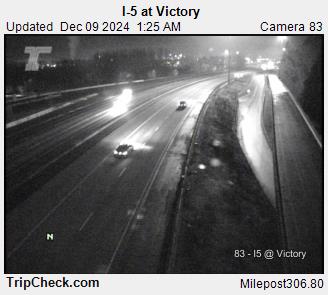 I-5 at Victory
Updated Dec 09 2024 1:25 AM Camera 83
T
N
83 - I5 @ Victory
TripCheck.com Milepost306.80